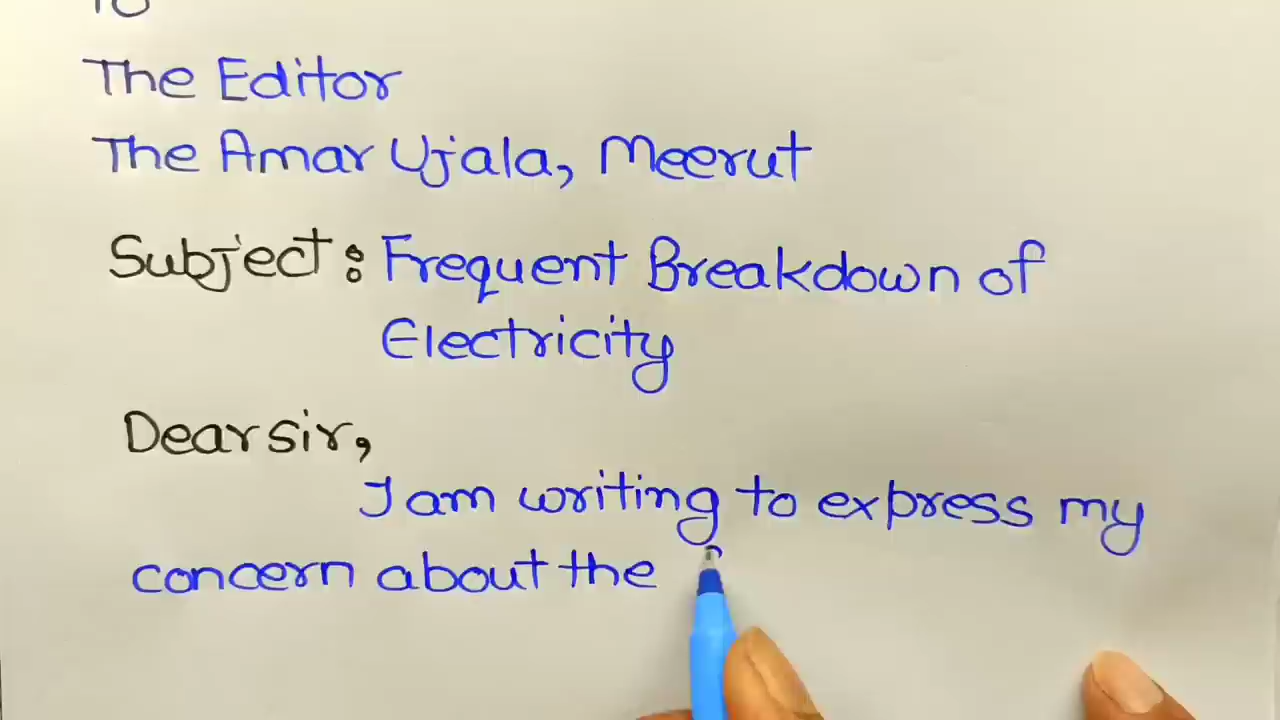 To
The Editor
The Amar Ujala, Meerut
Subject: Frequent Breakdown of
Electricity
Dear sir,
I am writing to express my
concern about the